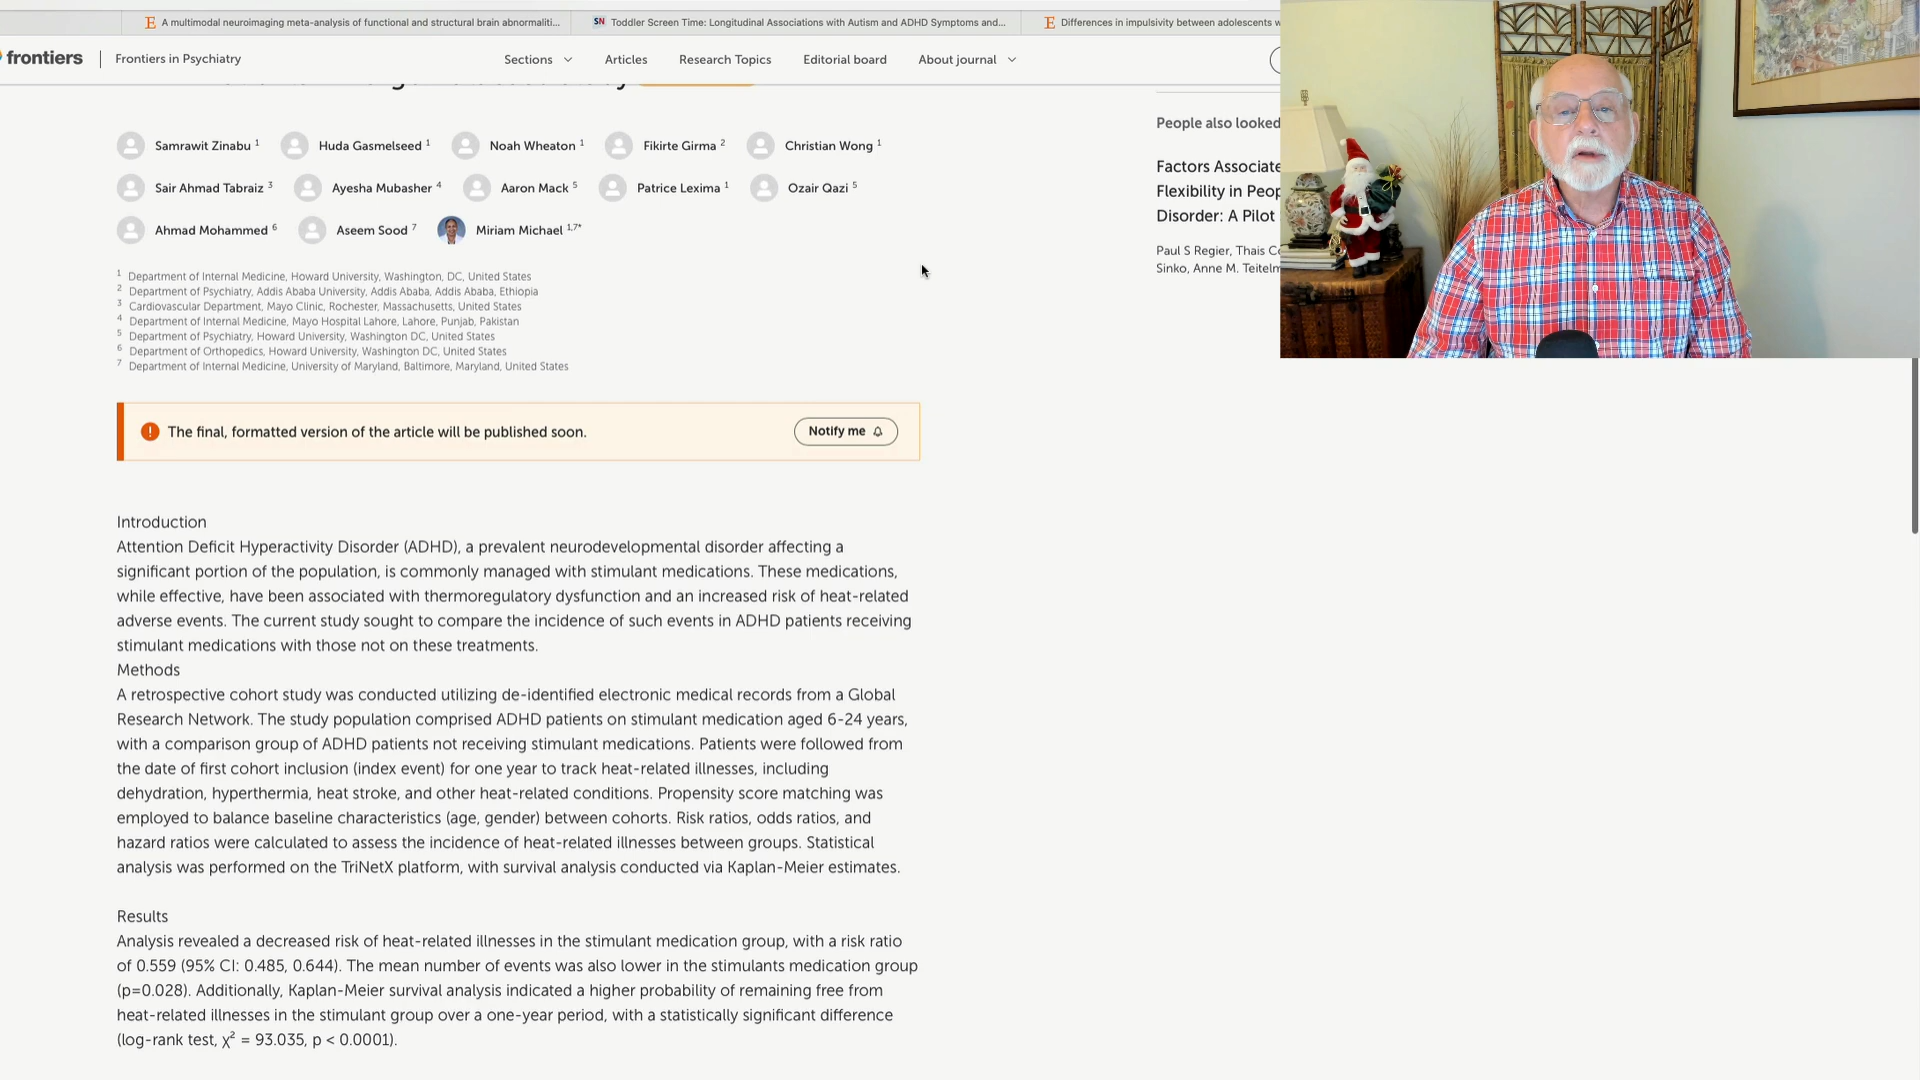 A multimodal neuroimaging meta-analysis of functional and structural brain abnormaliti...
SN Toddler Screen Time: Longitudinal Associations with Autism and ADHD Symptoms and...
Differences in impulsivity between adolescents w
frontiers
Frontiers in Psychiatry
Sections
Articles
Research Topics
Editorial board
About journal
Samrawit Zinabu 1 Huda Gasmelseed 1 Noah Wheaton 1 Fikirte Girma 2 Christian Wong 1
Sair Ahmad Tabraiz 3 Ayesha Mubasher 4 Aaron Mack 5 Patrice Lexima 1 Ozair Qazi 5
Ahmad Mohammed 6 Aseem Sood 7 Miriam Michael 1,7*
1 Department of Internal Medicine, Howard University, Washington, DC, United States
2 Department of Psychiatry, Addis Ababa University, Addis Ababa, Addis Ababa, Ethiopia
3 Cardiovascular Department, Mayo Clinic, Rochester, Massachusetts, United States
4 Department of Internal Medicine, Mayo Hospital Lahore, Lahore, Punjab, Pakistan
5 Department of Psychiatry, Howard University, Washington DC, United States
6 Department of Orthopedics, Howard University, Washington DC, United States
7 Department of Internal Medicine, University of Maryland, Baltimore, Maryland, United States
The final, formatted version of the article will be published soon.
Notify me
Introduction
Attention Deficit Hyperactivity Disorder (ADHD), a prevalent neurodevelopmental disorder affecting a
significant portion of the population, is commonly managed with stimulant medications. These medications,
while effective, have been associated with thermoregulatory dysfunction and an increased risk of heat-related
adverse events. The current study sought to compare the incidence of such events in ADHD patients receiving
stimulant medications with those not on these treatments.
Methods
A retrospective cohort study was conducted utilizing de-identified electronic medical records from a Global
Research Network. The study population comprised ADHD patients on stimulant medication aged 6-24 years,
with a comparison group of ADHD patients not receiving stimulant medications. Patients were followed from
the date of first cohort inclusion (index event) for one year to track heat-related illnesses, including
dehydration, hyperthermia, heat stroke, and other heat-related conditions. Propensity score matching was
employed to balance baseline characteristics (age, gender) between cohorts. Risk ratios, odds ratios, and
hazard ratios were calculated to assess the incidence of heat-related illnesses between groups. Statistical
analysis was performed on the TriNetX platform, with survival analysis conducted via Kaplan-Meier estimates.
Results
Analysis revealed a decreased risk of heat-related illnesses in the stimulant medication group, with a risk ratio
of 0.559 (95% CI: 0.485, 0.644). The mean number of events was also lower in the stimulants medication group
(p=0.028). Additionally, Kaplan-Meier survival analysis indicated a higher probability of remaining free from
heat-related illnesses in the stimulant group over a one-year period, with a statistically significant difference
(log-rank test, χ² = 93.035, p < 0.0001).
People also looked
Factors Associate
Flexibility in Peop
Disorder: A Pilot
Paul S Regier, Thais Co
Sinko, Anne M. Teitelm